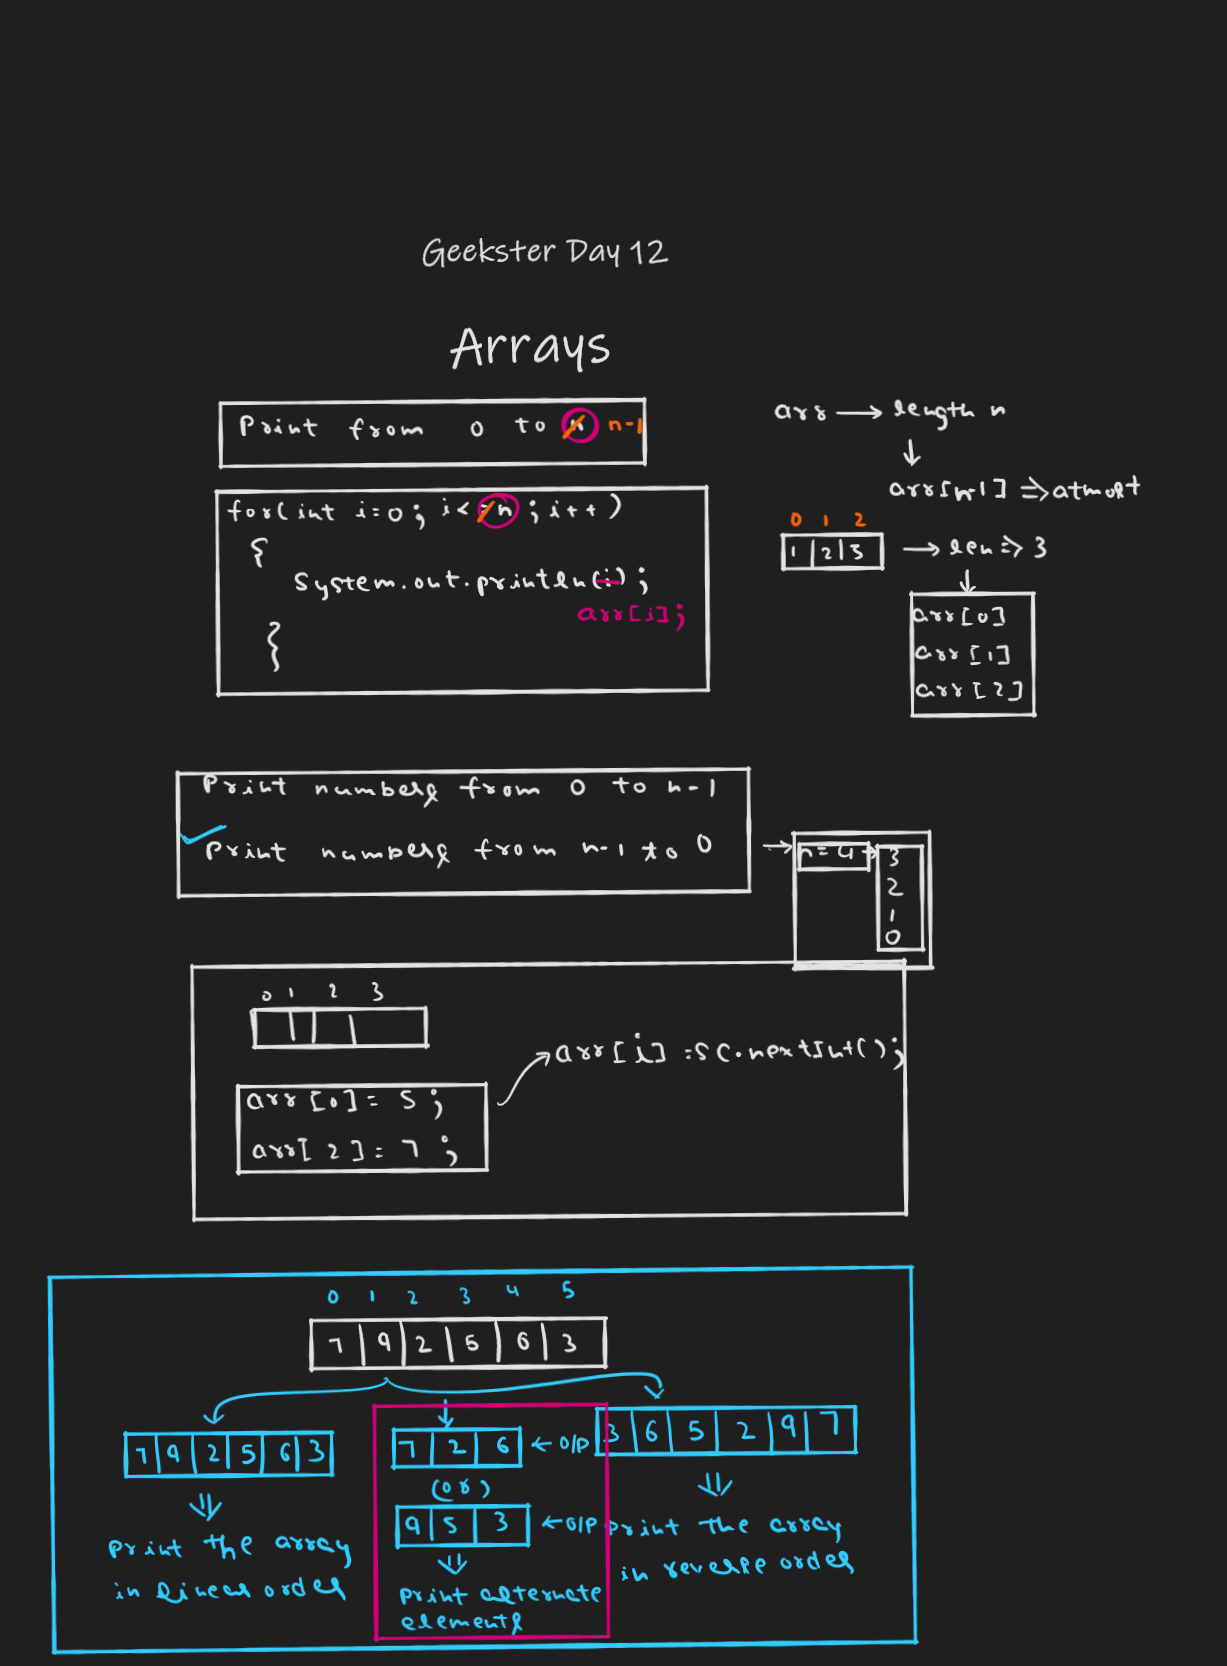 Geekster Day 12
Arrays
Print from 0 to n n-1
for(int i=0; i<=n; i++)
{
System.out.println(i);
arr[i];
}
arr → length n
↓
arr[n-1] ⇒ atmost
0 1 2
1 2 3 → len ⇒ 3
↓
arr[0]
arr[1]
arr[2]
Print numbers from 0 to n-1
✓ Print numbers from n-1 to 0 →
n=4 →
3
2
1
0
0 1 2 3
arr[0]= 5;
arr[2]= 7;
arr[i] =sc.nextInt();
0 1 2 3 4 5
7 9 2 5 6 3
7 9 2 5 6 3
⇓
print the array
in linear order
7 2 6 ← O/P
(or)
9 5 3 ← O/P
⇓
print alternate
elements
3 6 5 2 9 7
⇓
print the array
in reverse order